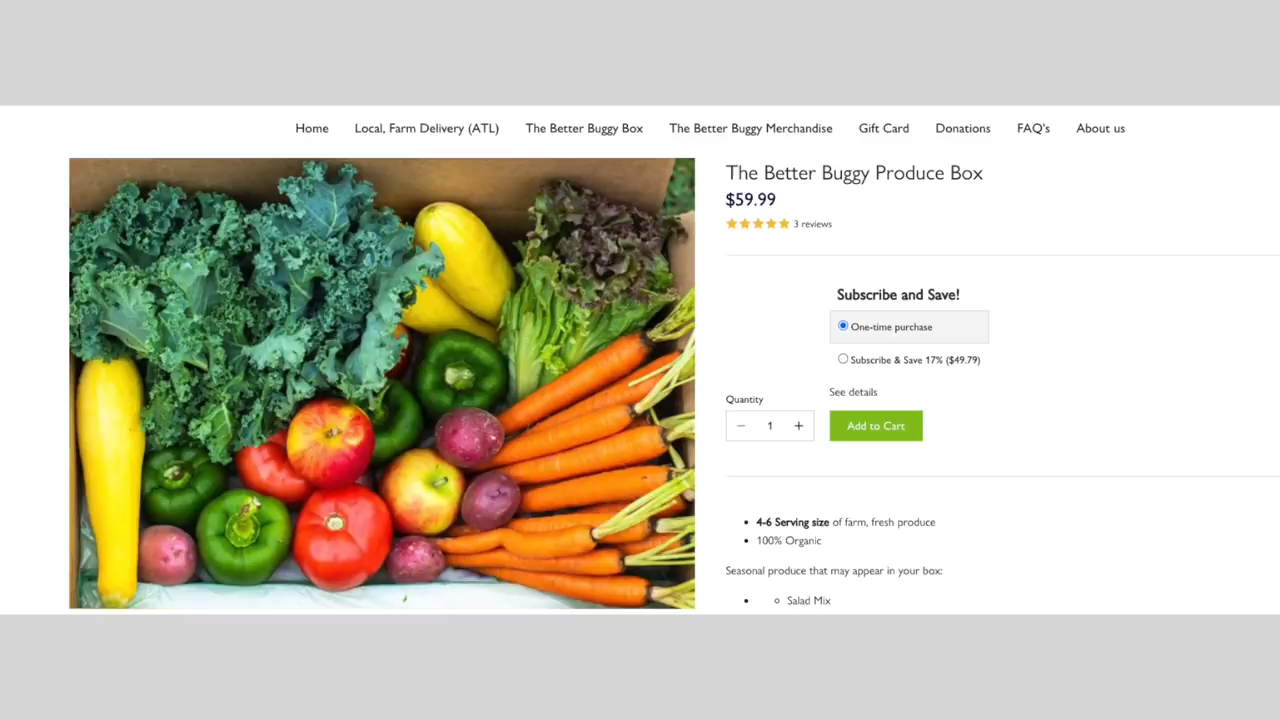 Home Local, Farm Delivery (ATL) The Better Buggy Box The Better Buggy Merchandise Gift Card Donations FAQ's About us
The Better Buggy Produce Box
$59.99
3 reviews
Subscribe and Save!
One-time purchase
Subscribe & Save 17% ($49.79)
See details
Quantity
− 1 +
Add to Cart
• 4-6 Serving size of farm, fresh produce
• 100% Organic
Seasonal produce that may appear in your box:
• ◦ Salad Mix